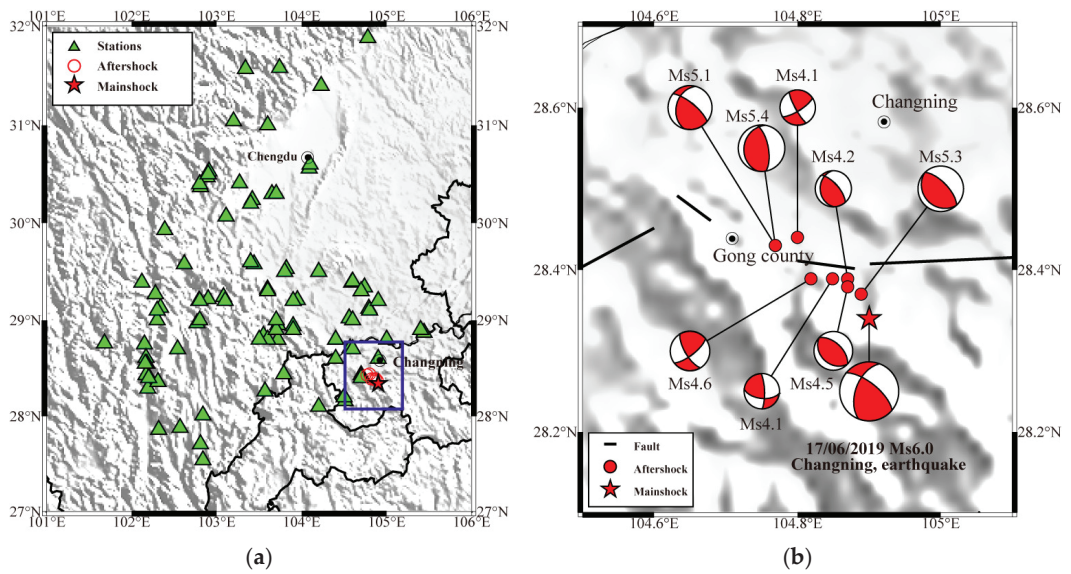 101°E
102°E
103°E
104°E
105°E
106°E
32°N
32°N
31°N
31°N
30°N
30°N
29°N
29°N
28°N
28°N
27°N
27°N
101°E
102°E
103°E
104°E
105°E
106°E
Stations
Aftershock
Mainshock
Chengdu
Changning
(a)
104.6°E
104.8°E
105°E
28.6°N
28.6°N
28.4°N
28.4°N
28.2°N
28.2°N
104.6°E
104.8°E
105°E
Ms5.1
Ms4.1
Ms5.4
Changning
Ms4.2
Ms5.3
Gong county
Ms4.6
Ms4.5
Ms4.1
17/06/2019 Ms6.0
Changning, earthquake
Fault
Aftershock
Mainshock
(b)